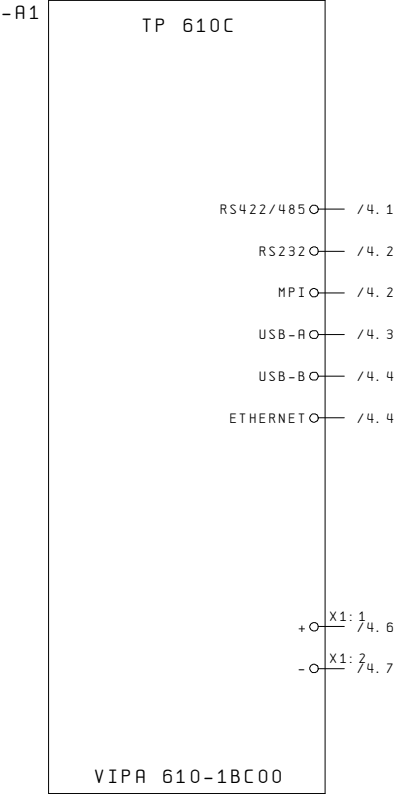 -A1
TP 610C
RS422/485 /4.1
RS232 /4.2
MPI /4.2
USB-A /4.3
USB-B /4.4
ETHERNET /4.4
X1:1
+ /4.6
X1:2
- /4.7
VIPA 610-1BC00